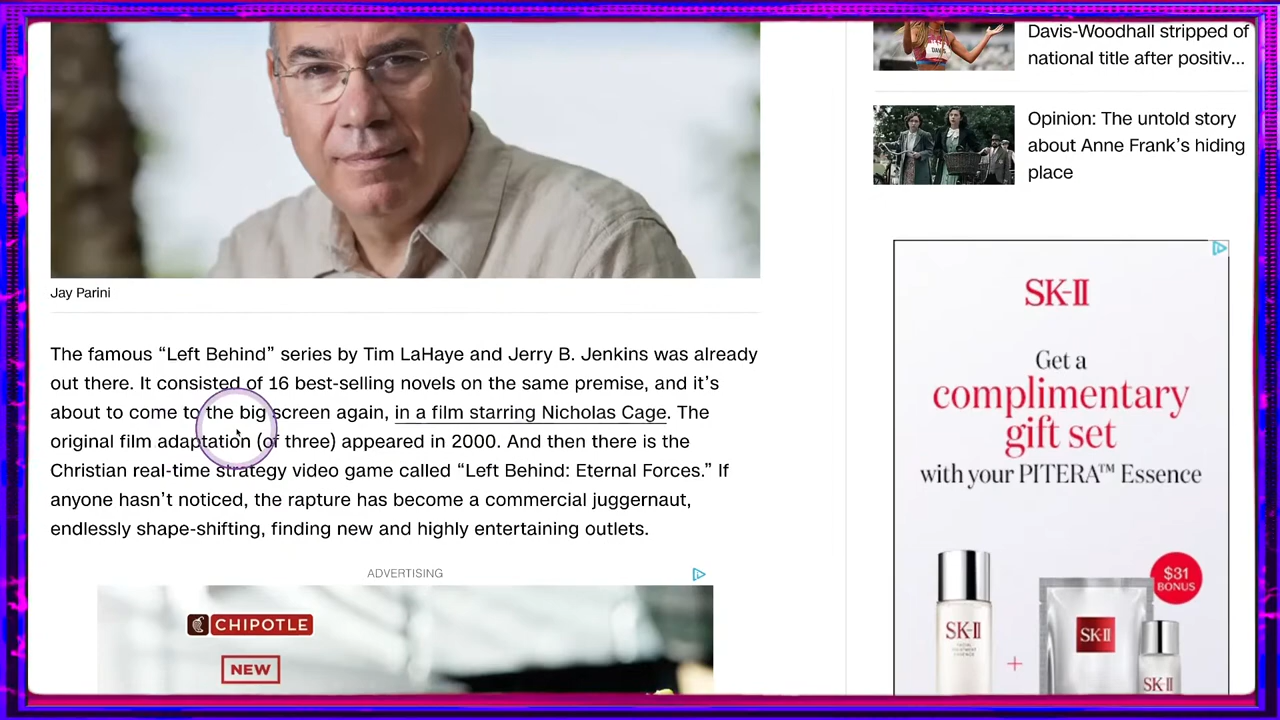 Davis-Woodhall stripped of
national title after positiv...
Opinion: The untold story
about Anne Frank's hiding
place
Jay Parini
The famous “Left Behind” series by Tim LaHaye and Jerry B. Jenkins was already
out there. It consisted of 16 best-selling novels on the same premise, and it’s
about to come to the big screen again, in a film starring Nicholas Cage. The
original film adaptation (of three) appeared in 2000. And then there is the
Christian real-time strategy video game called “Left Behind: Eternal Forces.” If
anyone hasn’t noticed, the rapture has become a commercial juggernaut,
endlessly shape-shifting, finding new and highly entertaining outlets.
ADVERTISING
CHIPOTLE
NEW
SK-II
Get a
complimentary
gift set
with your PITERA™ Essence
$31
BONUS
SK-II
+
SK-II
SK-II